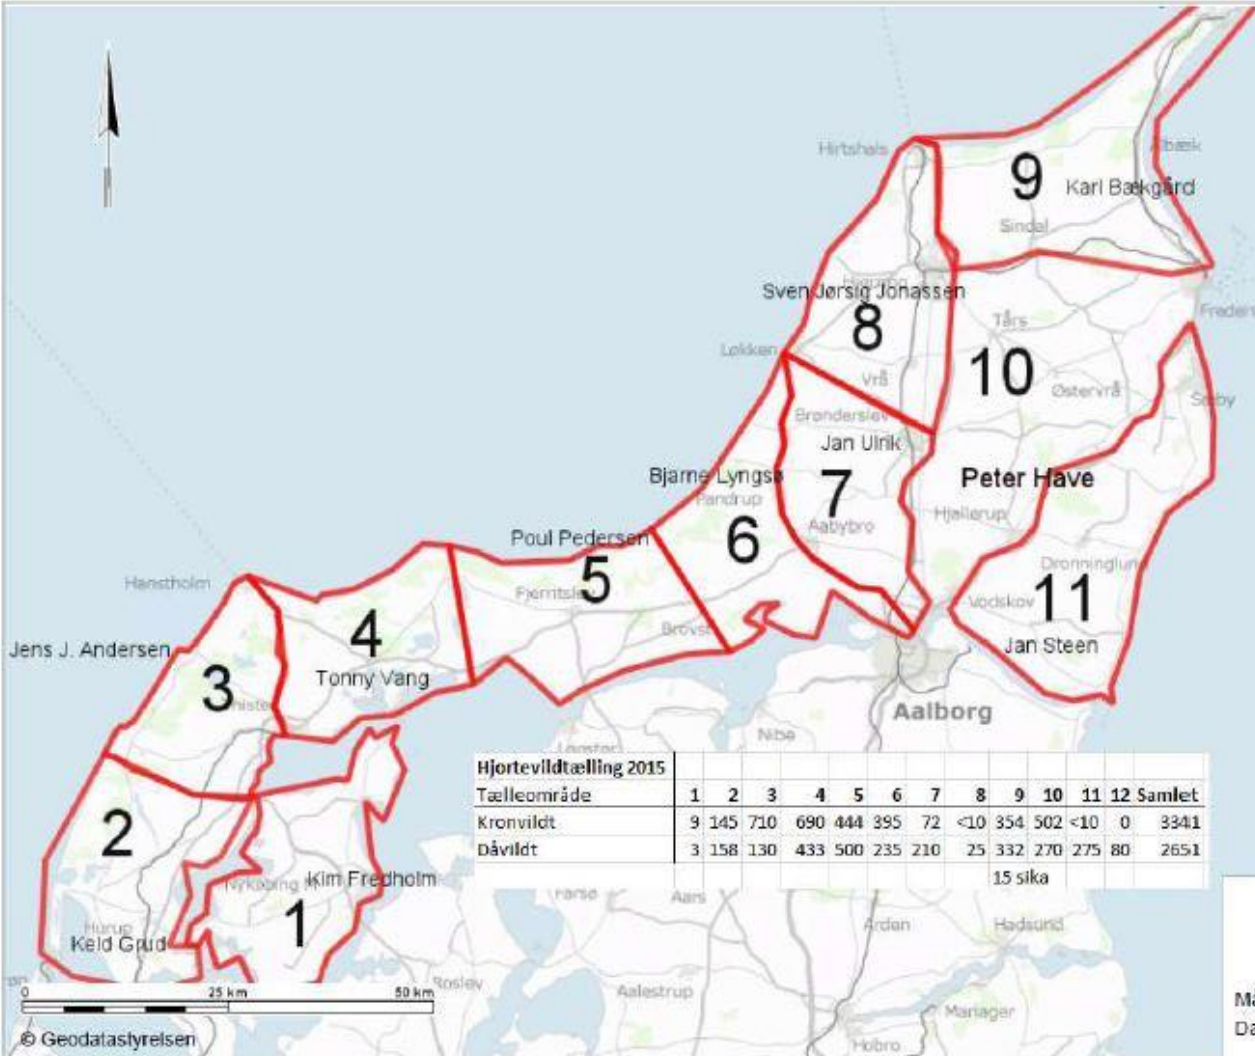 Hirtshals
Ålbæk
9
Karl Bækgård
Sindal
Sven Jørsig Jonassen
8
Tårs
Løkken
10
Østervrå
Vrå
Sæby
Brønderslev
Jan Ulrik
Bjarne Lyngsø
Peter Have
7
Pandrup
Hjallerup
Aabybro
6
Poul Pedersen
5
Dronninglun
Hanstholm
Fjerritsle
Vodskov
11
4
Brovst
Jan Steen
Jens J. Andersen
Tonny Vang
3
Aalborg
Nibe
Løgstør
Hjortevildtælling 2015
Tælleområde 1 2 3 4 5 6 7 8 9 10 11 12 Samlet
Kronvildt 9 145 710 690 444 395 72 <10 354 502 <10 0 3341
Dåvildt 3 158 130 433 500 235 210 25 332 270 275 80 2651
15 sika
2
Nykøbing M
Kim Fredholm
Farsø
Aars
1
Arden
Hadsund
Hurup
Keld Grud
0 25 km 50 km
Roslev
Aalestrup
Mariager
Hobro
© Geodatastyrelsen